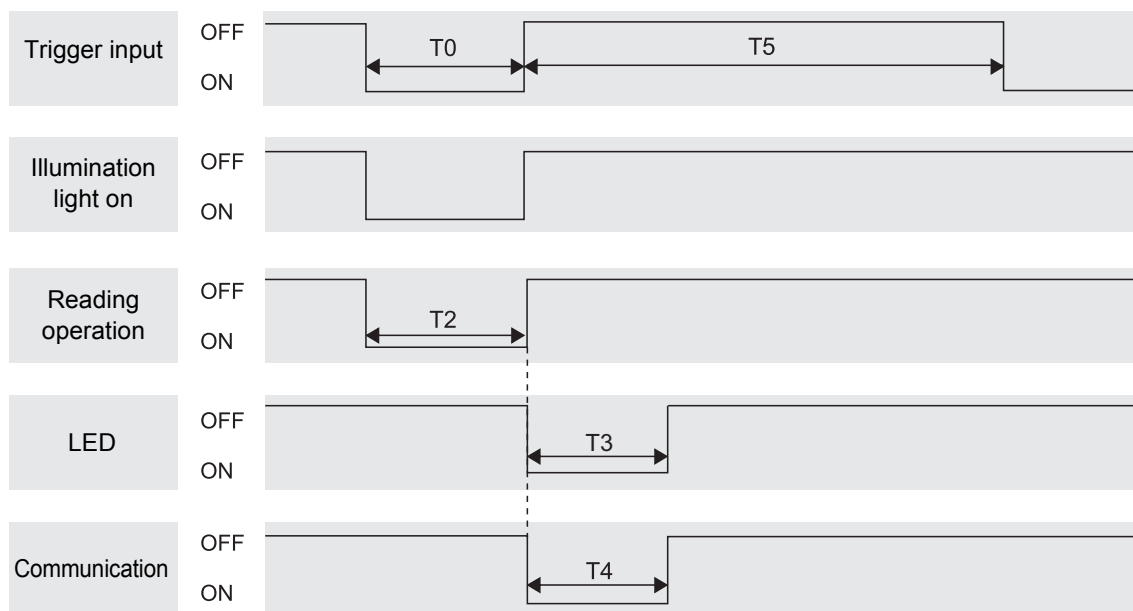 Trigger input
OFF
ON
T0
T5
Illumination
light on
OFF
ON
Reading
operation
OFF
ON
T2
LED
OFF
ON
T3
Communication
OFF
ON
T4